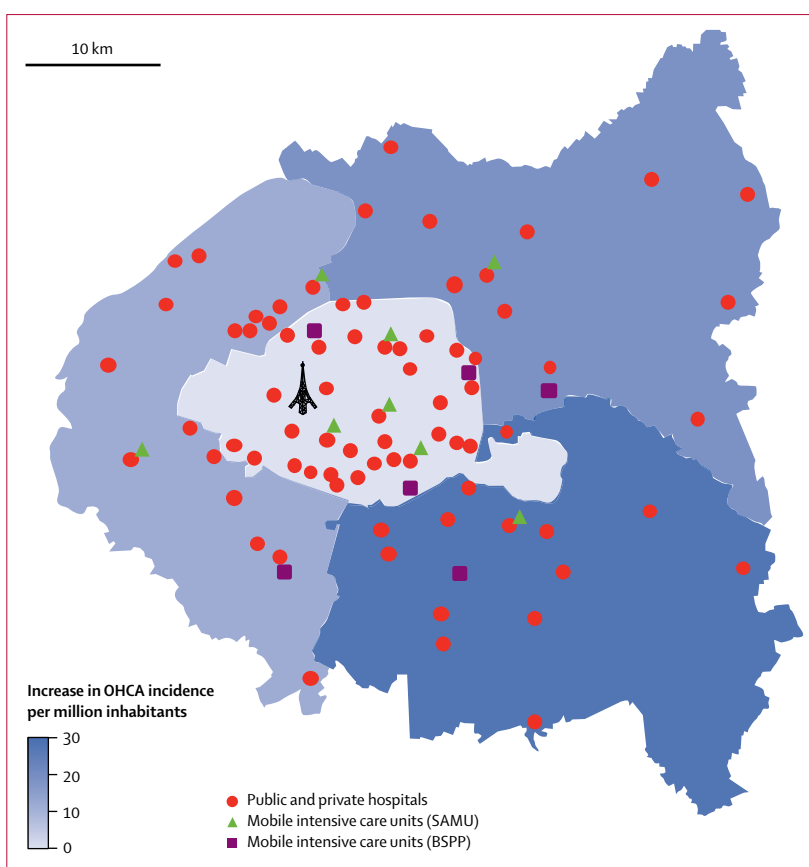 10 km
Increase in OHCA incidence
per million inhabitants
30
20
10
0
Public and private hospitals
Mobile intensive care units (SAMU)
Mobile intensive care units (BSPP)